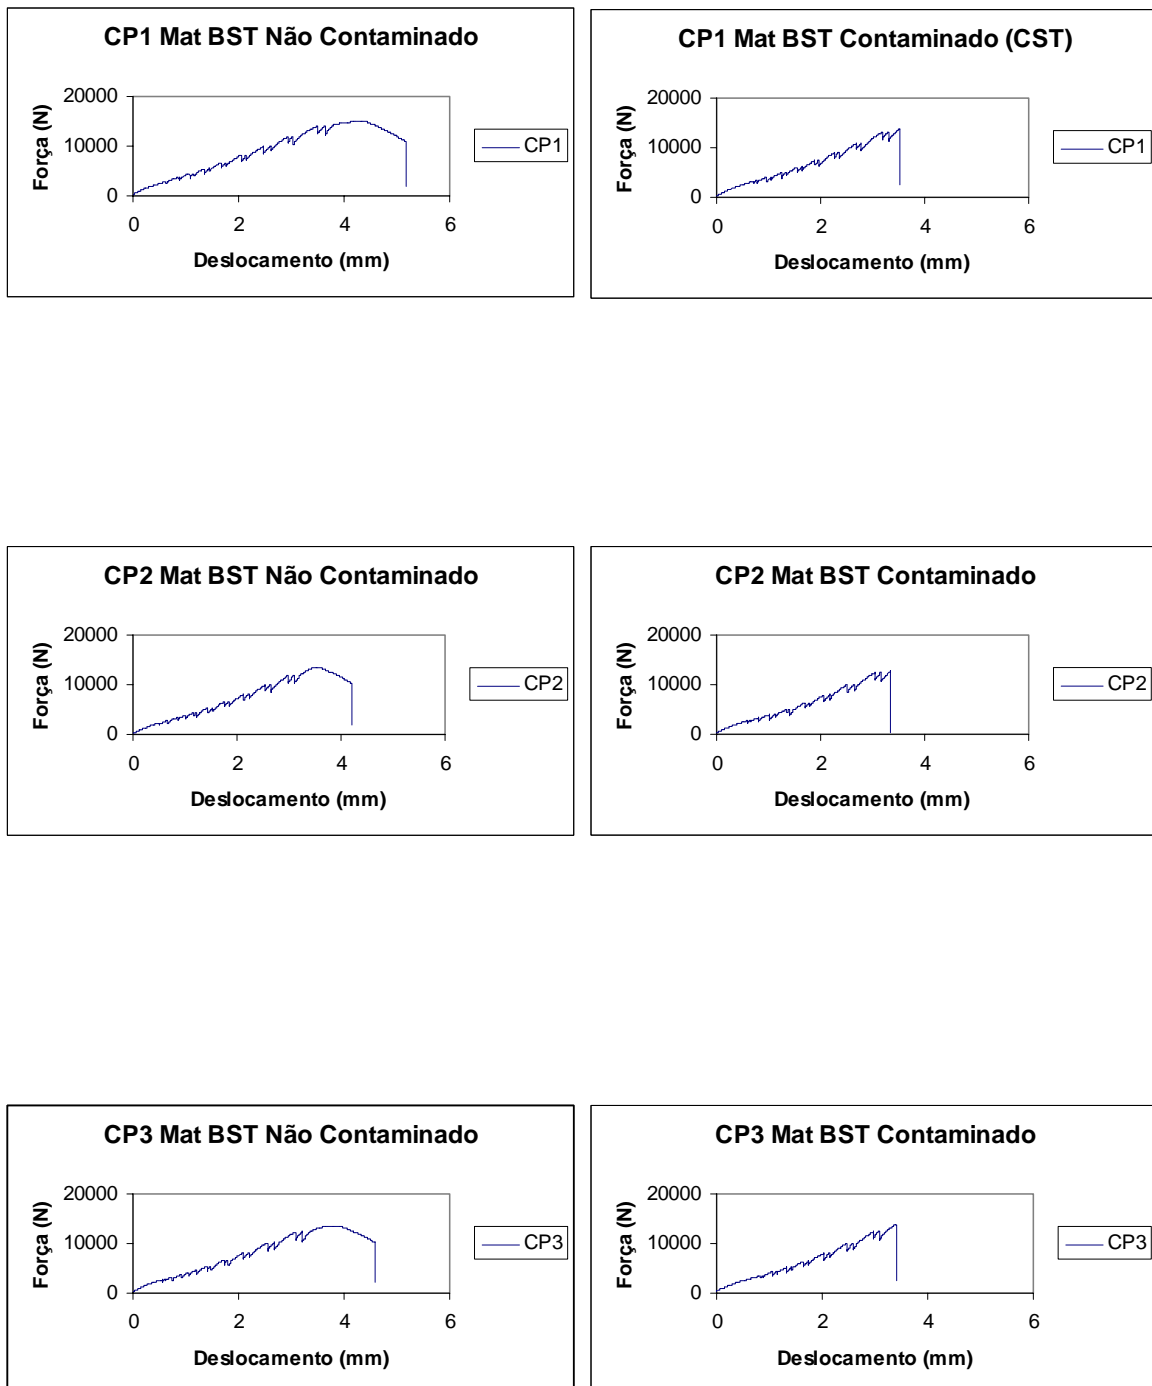 CP1 Mat BST Não Contaminado
Força (N)
20000
10000
0
0 2 4 6
Deslocamento (mm)
CP1
CP1 Mat BST Contaminado (CST)
Força (N)
20000
10000
0
0 2 4 6
Deslocamento (mm)
CP1
CP2 Mat BST Não Contaminado
Força (N)
20000
10000
0
0 2 4 6
Deslocamento (mm)
CP2
CP2 Mat BST Contaminado
Força (N)
20000
10000
0
0 2 4 6
Deslocamento (mm)
CP2
CP3 Mat BST Não Contaminado
Força (N)
20000
10000
0
0 2 4 6
Deslocamento (mm)
CP3
CP3 Mat BST Contaminado
Força (N)
20000
10000
0
0 2 4 6
Deslocamento (mm)
CP3